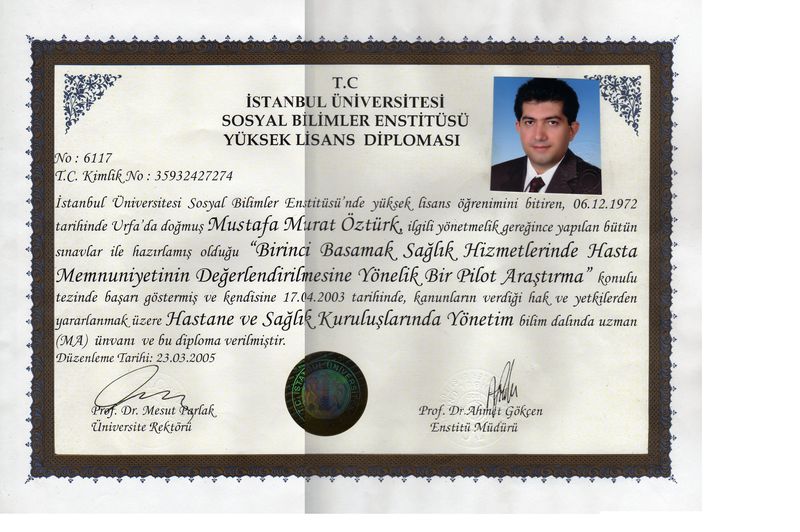 T.C
İSTANBUL ÜNİVERSİTESİ
SOSYAL BİLİMLER ENSTİTÜSÜ
YÜKSEK LİSANS DİPLOMASI
No : 6117
T.C. Kimlik No : 35932427274
İstanbul Üniversitesi Sosyal Bilimler Enstitüsü'nde yüksek lisans öğrenimini bitiren, 06.12.1972
tarihinde Urfa'da doğmuş Mustafa Murat Öztürk, ilgili yönetmelik gereğince yapılan bütün
sınavlar ile hazırlamış olduğu "Birinci Basamak Sağlık Hizmetlerinde Hasta
Memnuniyetinin Değerlendirilmesine Yönelik Bir Pilot Araştırma" konulu
tezinde başarı göstermiş ve kendisine 17.04.2003 tarihinde, kanunların verdiği hak ve yetkilerden
yararlanmak üzere Hastane ve Sağlık Kuruluşlarında Yönetim bilim dalında uzman
(MA) ünvanı ve bu diploma verilmiştir.
Düzenleme Tarihi: 23.03.2005
T.C. İSTANBUL ÜNİVERSİTESİ
Prof. Dr. Mesut Parlak
Üniversite Rektörü
Prof. Dr Ahmet Gökçen
Enstitü Müdürü